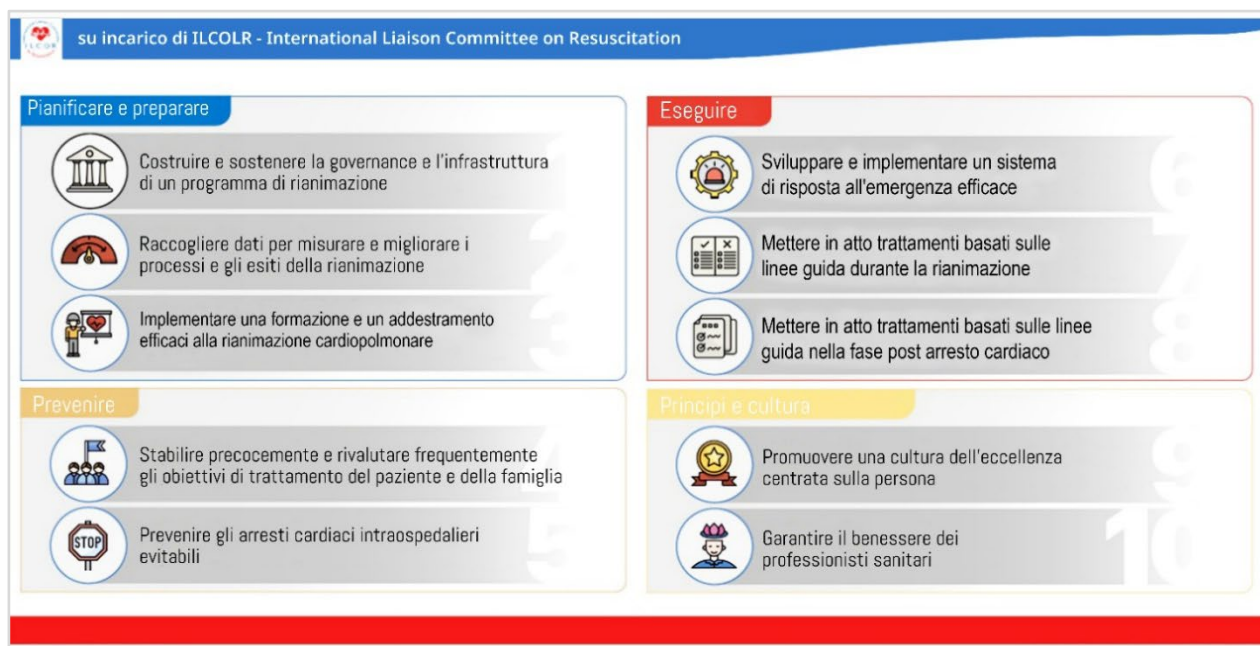 ILCOR
su incarico di ILCOLR - International Liaison Committee on Resuscitation
Pianificare e preparare
1
Costruire e sostenere la governance e l'infrastruttura
di un programma di rianimazione
2
Raccogliere dati per misurare e migliorare i
processi e gli esiti della rianimazione
3
Implementare una formazione e un addestramento
efficaci alla rianimazione cardiopolmonare
Prevenire
4
Stabilire precocemente e rivalutare frequentemente
gli obiettivi di trattamento del paziente e della famiglia
5
STOP
Prevenire gli arresti cardiaci intraospedalieri
evitabili
Eseguire
6
Sviluppare e implementare un sistema
di risposta all'emergenza efficace
7
Mettere in atto trattamenti basati sulle
linee guida durante la rianimazione
8
Mettere in atto trattamenti basati sulle linee
guida nella fase post arresto cardiaco
Principi e cultura
9
Promuovere una cultura dell'eccellenza
centrata sulla persona
10
Garantire il benessere dei
professionisti sanitari